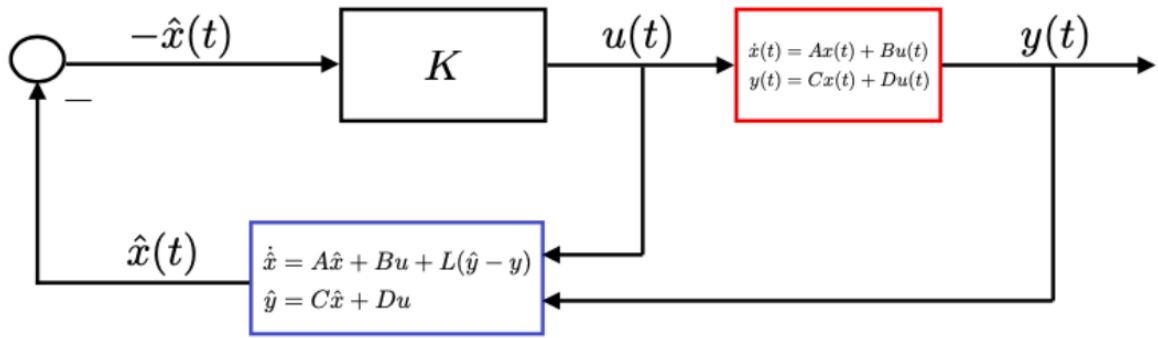 −x̂(t)
K
u(t)
ẋ(t) = Ax(t) + Bu(t)
y(t) = Cx(t) + Du(t)
y(t)
−
x̂(t)
x̂̇ = Ax̂ + Bu + L(ŷ − y)
ŷ = Cx̂ + Du